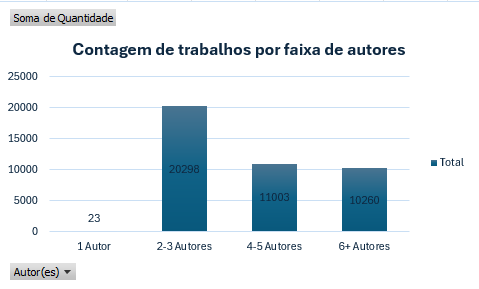 Soma de Quantidade
Contagem de trabalhos por faixa de autores
25000
20000
15000
10000
5000
0
23
20298
11003
10260
1 Autor
2-3 Autores
4-5 Autores
6+ Autores
Total
Autor(es)